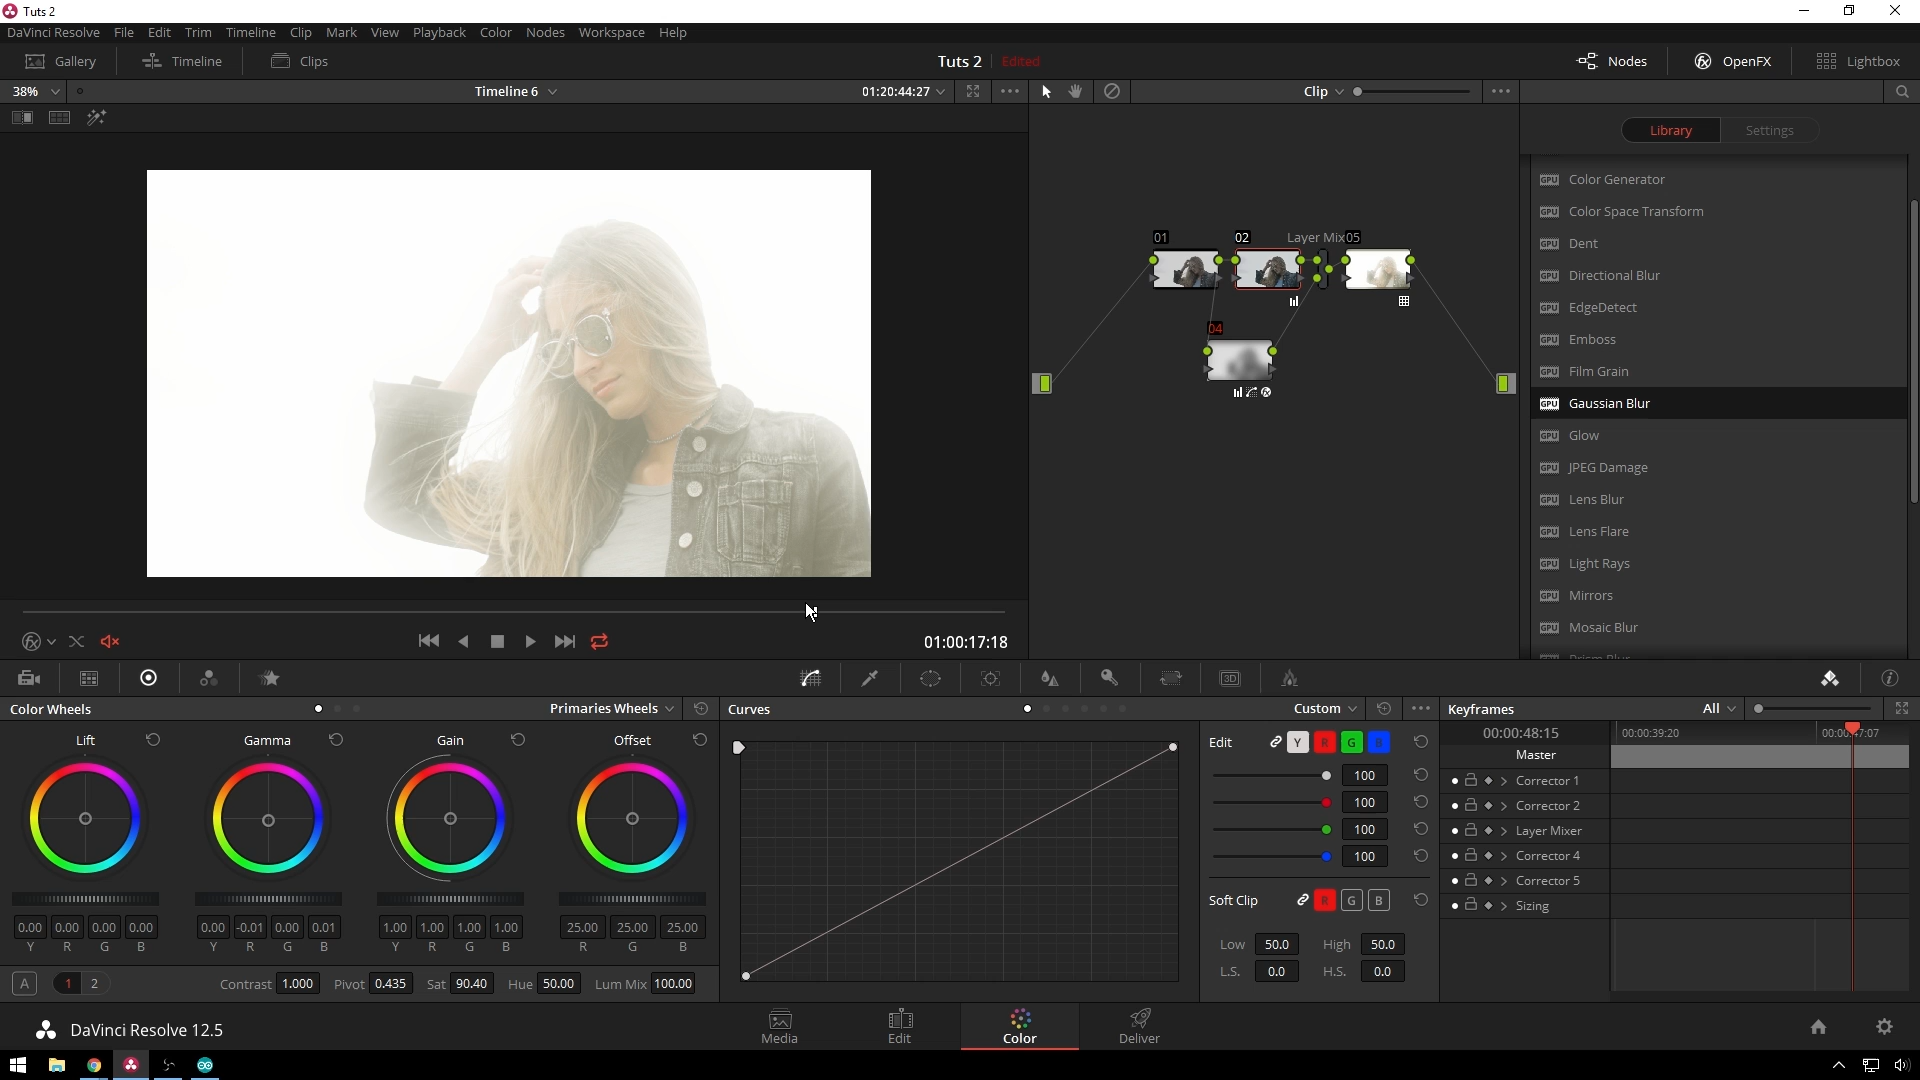 Tuts 2
DaVinci Resolve File Edit Trim Timeline Clip Mark View Playback Color Nodes Workspace Help
Gallery Timeline Clips Tuts 2 Edited Nodes OpenFX Lightbox
38% Timeline 6 01:20:44:27 Clip
Library Settings
Color Generator
Color Space Transform
Dent
Directional Blur
EdgeDetect
Emboss
Film Grain
Gaussian Blur
Glow
JPEG Damage
Lens Blur
Lens Flare
Light Rays
Mirrors
Mosaic Blur
01 02 Layer Mix 05
04
01:00:17:18
Color Wheels Primaries Wheels
Lift Gamma Gain Offset
0.00 0.00 0.00 0.00 0.00 -0.01 0.00 0.01 1.00 1.00 1.00 1.00 25.00 25.00 25.00
Y R G B Y R G B Y R G B R G B
A 1 2 Contrast 1.000 Pivot 0.435 Sat 90.40 Hue 50.00 Lum Mix 100.00
Curves Custom
Edit Y R G B
100
100
100
100
Soft Clip R G B
Low 50.0 High 50.0
L.S. 0.0 H.S. 0.0
Keyframes All
00:00:48:15 00:00:39:20
Master
Corrector 1
Corrector 2
Layer Mixer
Corrector 4
Corrector 5
Sizing
DaVinci Resolve 12.5 Media Edit Color Deliver